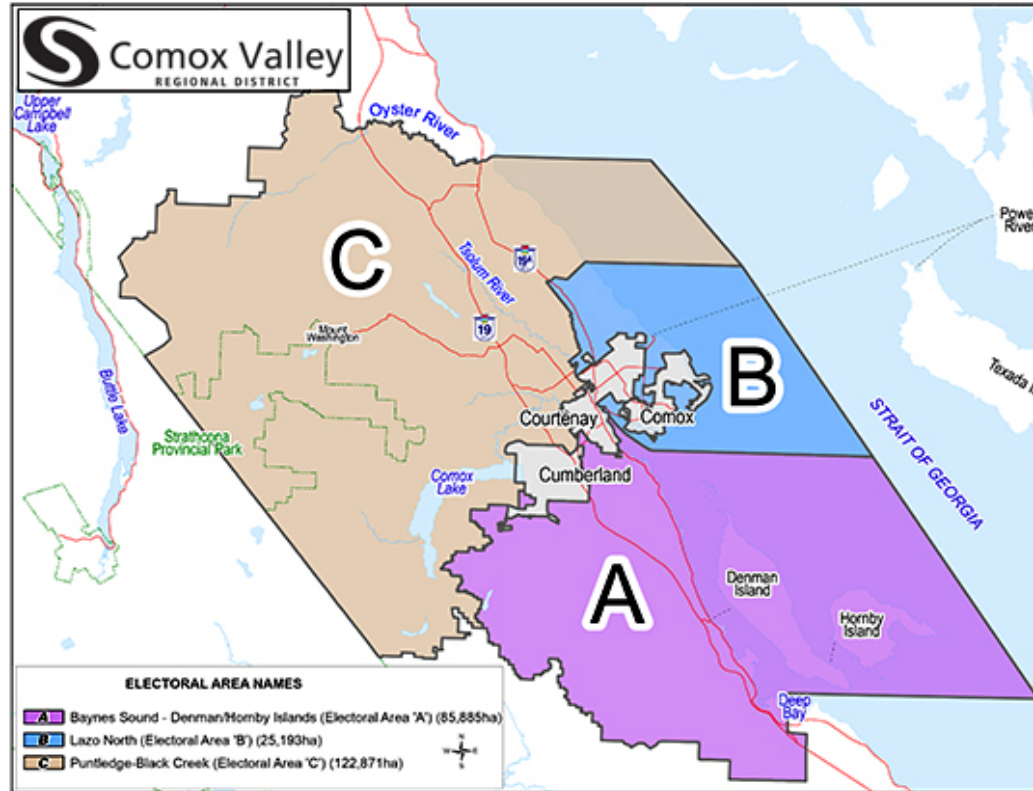 Comox Valley
REGIONAL DISTRICT
Upper
Campbell
Lake
Oyster River
Powell
River
C
Tsolum River
19A
19
Mount
Washington
B
Texada
Buttle Lake
Courtenay
Comox
STRAIT OF GEORGIA
Strathcona
Provincial Park
Comox
Lake
Cumberland
A
Denman
Island
Hornby
Island
Deep
Bay
ELECTORAL AREA NAMES
A Baynes Sound - Denman/Hornby Islands (Electoral Area 'A') (85,885ha)
B Lazo North (Electoral Area 'B') (25,193ha)
C Puntledge-Black Creek (Electoral Area 'C') (122,871ha)
N
W E
S